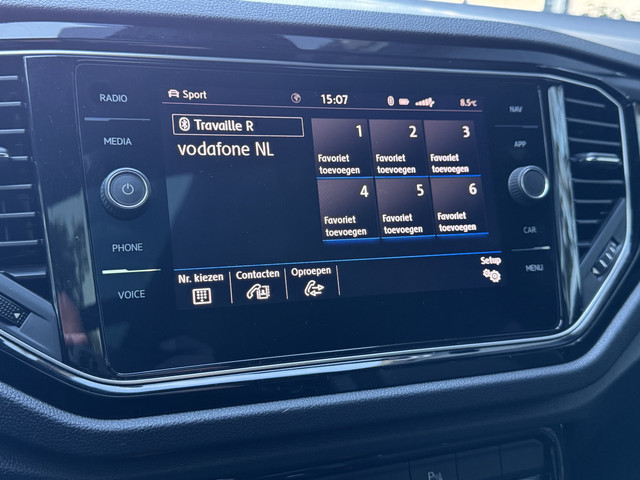 RADIO
MEDIA
PHONE
VOICE
Sport
15:07
8.5°C
Travaille R
vodafone NL
1
Favoriet
toevoegen
2
Favoriet
toevoegen
3
Favoriet
toevoegen
4
Favoriet
toevoegen
5
Favoriet
toevoegen
6
Favoriet
toevoegen
Nr. kiezen
Contacten
Oproepen
Setup
NAV
APP
CAR
MENU
P